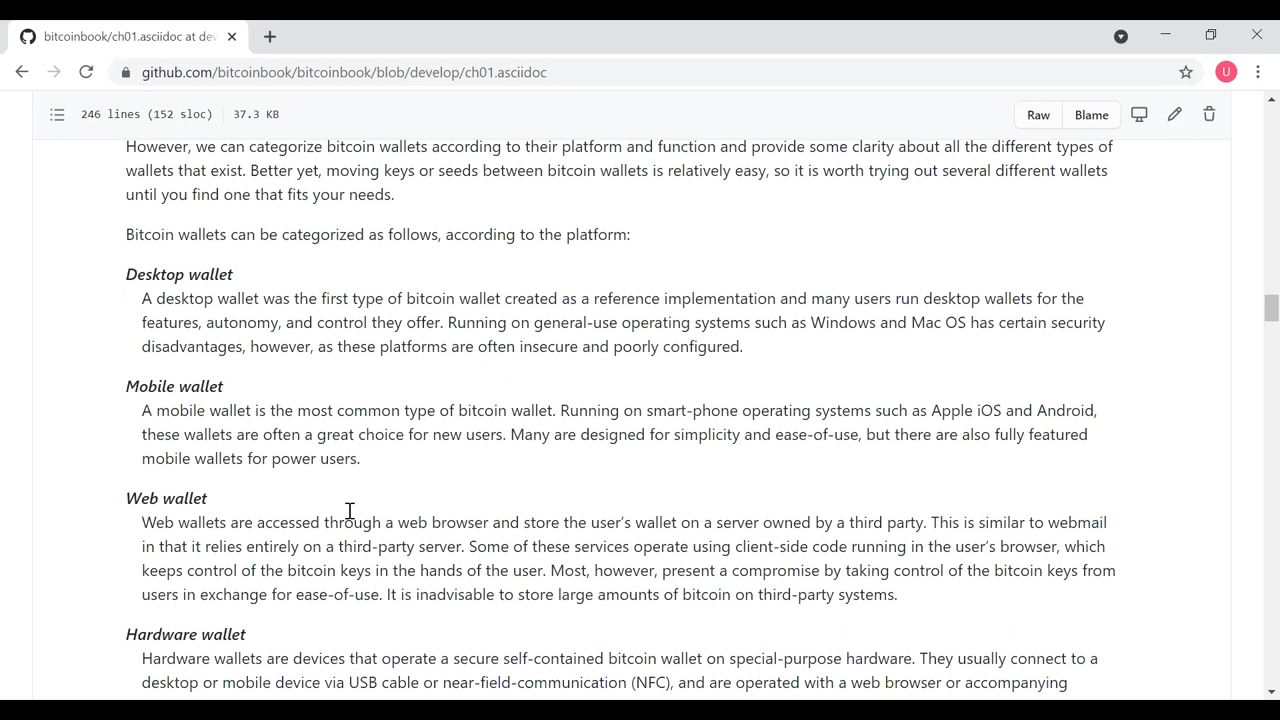 bitcoinbook/ch01.asciidoc at dev
github.com/bitcoinbook/bitcoinbook/blob/develop/ch01.asciidoc
U
246 lines (152 sloc) 37.3 KB
Raw Blame
However, we can categorize bitcoin wallets according to their platform and function and provide some clarity about all the different types of
wallets that exist. Better yet, moving keys or seeds between bitcoin wallets is relatively easy, so it is worth trying out several different wallets
until you find one that fits your needs.
Bitcoin wallets can be categorized as follows, according to the platform:
Desktop wallet
A desktop wallet was the first type of bitcoin wallet created as a reference implementation and many users run desktop wallets for the
features, autonomy, and control they offer. Running on general-use operating systems such as Windows and Mac OS has certain security
disadvantages, however, as these platforms are often insecure and poorly configured.
Mobile wallet
A mobile wallet is the most common type of bitcoin wallet. Running on smart-phone operating systems such as Apple iOS and Android,
these wallets are often a great choice for new users. Many are designed for simplicity and ease-of-use, but there are also fully featured
mobile wallets for power users.
Web wallet
Web wallets are accessed through a web browser and store the user's wallet on a server owned by a third party. This is similar to webmail
in that it relies entirely on a third-party server. Some of these services operate using client-side code running in the user's browser, which
keeps control of the bitcoin keys in the hands of the user. Most, however, present a compromise by taking control of the bitcoin keys from
users in exchange for ease-of-use. It is inadvisable to store large amounts of bitcoin on third-party systems.
Hardware wallet
Hardware wallets are devices that operate a secure self-contained bitcoin wallet on special-purpose hardware. They usually connect to a
desktop or mobile device via USB cable or near-field-communication (NFC), and are operated with a web browser or accompanying